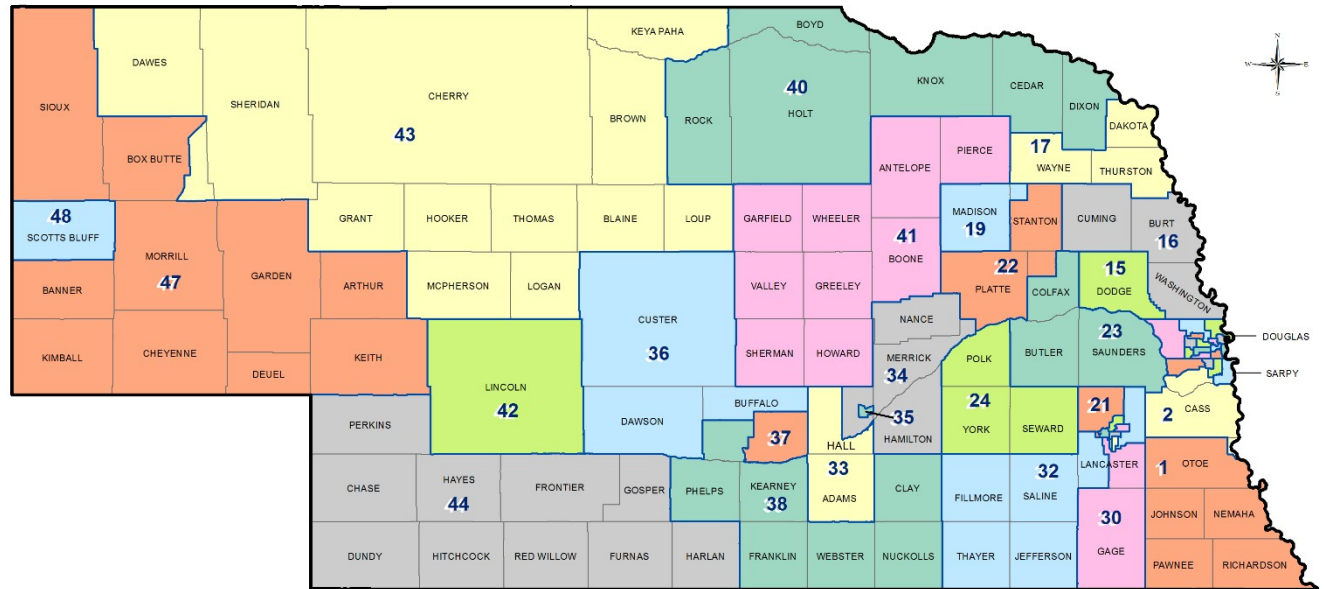 N
W E
S
BOYD
KEYA PAHA
DAWES
KNOX
CEDAR
40
CHERRY
SIOUX
SHERIDAN
DIXON
HOLT
BROWN
ROCK
DAKOTA
43
17
PIERCE
BOX BUTTE
ANTELOPE
WAYNE
THURSTON
48
MADISON
GRANT
HOOKER
THOMAS
BLAINE
LOUP
GARFIELD
WHEELER
STANTON
CUMING
BURT
19
SCOTTS BLUFF
41
16
MORRILL
BOONE
22
15
GARDEN
BANNER
ARTHUR
MCPHERSON
LOGAN
VALLEY
GREELEY
PLATTE
DODGE
WASHINGTON
47
COLFAX
CUSTER
NANCE
23
DOUGLAS
36
KIMBALL
CHEYENNE
KEITH
SHERMAN
HOWARD
MERRICK
POLK
BUTLER
SAUNDERS
DEUEL
34
SARPY
LINCOLN
24
21
BUFFALO
CASS
42
35
2
PERKINS
DAWSON
37
YORK
SEWARD
HALL
HAMILTON
33
32
LANCASTER
1
OTOE
HAYES
CHASE
FRONTIER
GOSPER
PHELPS
KEARNEY
CLAY
FILLMORE
SALINE
44
38
ADAMS
30
JOHNSON
NEMAHA
GAGE
DUNDY
HITCHCOCK
RED WILLOW
FURNAS
HARLAN
FRANKLIN
WEBSTER
NUCKOLLS
THAYER
JEFFERSON
PAWNEE
RICHARDSON